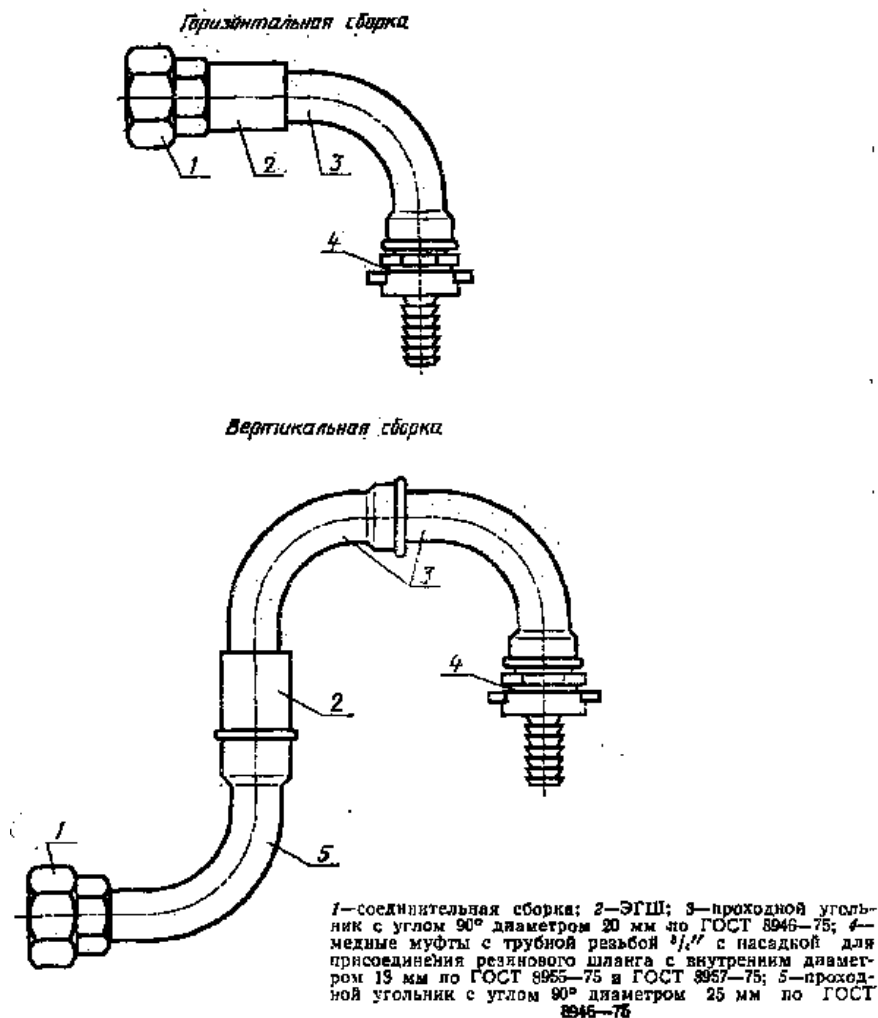 Горизонтальная сборка
1
2
3
4
Вертикальная сборка
3
4
2
1
5
1—соединительная сборка; 2—ЭГШ; 3—проходной уголь-
ник с углом 90° диаметром 20 мм по ГОСТ 8946—75; 4—
медные муфты с трубной резьбой 3/4″ с насадкой для
присоединения резинового шланга с внутренним диамет-
ром 13 мм по ГОСТ 8955—75 и ГОСТ 8957—75; 5—проход-
ной угольник с углом 90° диаметром 25 мм по ГОСТ
8946—75